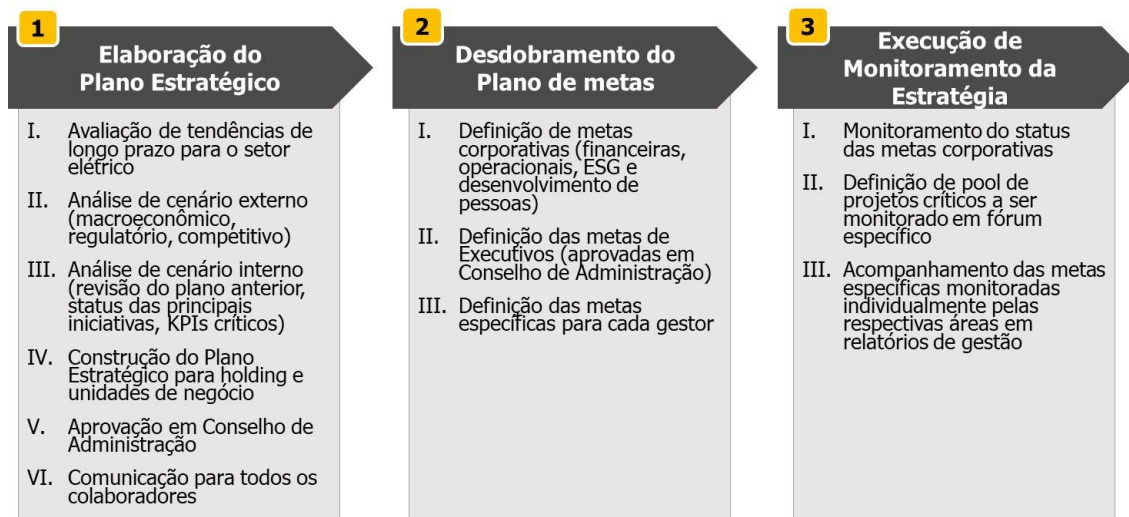 1
Elaboração do
Plano Estratégico
I. Avaliação de tendências de
longo prazo para o setor
elétrico
II. Análise de cenário externo
(macroeconômico,
regulatório, competitivo)
III. Análise de cenário interno
(revisão do plano anterior,
status das principais
iniciativas, KPIs críticos)
IV. Construção do Plano
Estratégico para holding e
unidades de negócio
V. Aprovação em Conselho de
Administração
VI. Comunicação para todos os
colaboradores
2
Desdobramento do
Plano de metas
I. Definição de metas
corporativas (financeiras,
operacionais, ESG e
desenvolvimento de
pessoas)
II. Definição das metas de
Executivos (aprovadas em
Conselho de Administração)
III. Definição das metas
específicas para cada gestor
3
Execução de
Monitoramento da
Estratégia
I. Monitoramento do status
das metas corporativas
II. Definição de pool de
projetos críticos a ser
monitorado em fórum
específico
III. Acompanhamento das metas
específicas monitoradas
individualmente pelas
respectivas áreas em
relatórios de gestão